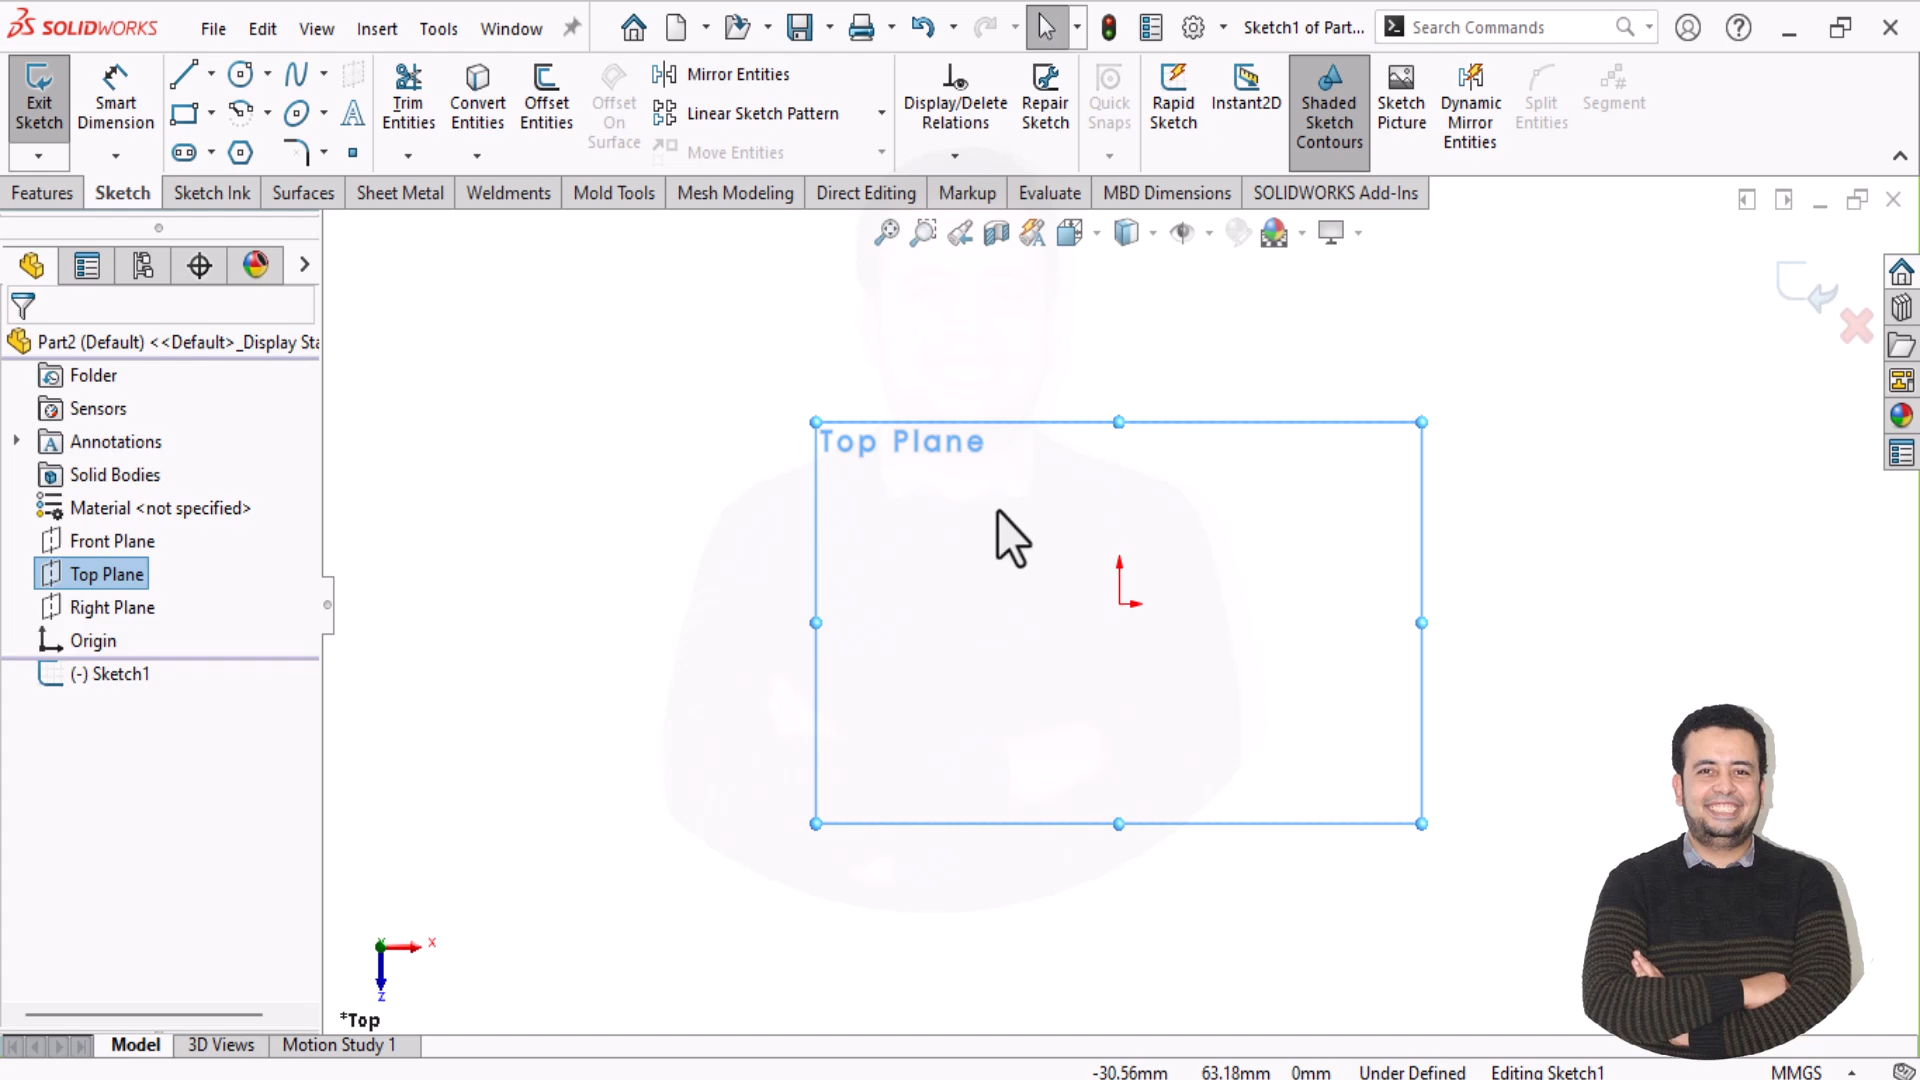 SOLIDWORKS
File Edit View Insert Tools Window
Sketch1 of Part...
Search Commands
Exit Sketch
Smart Dimension
Trim Entities
Convert Entities
Offset Entities
Offset On Surface
Mirror Entities
Linear Sketch Pattern
Move Entities
Display/Delete Relations
Repair Sketch
Quick Snaps
Rapid Sketch
Instant2D
Shaded Sketch Contours
Sketch Picture
Dynamic Mirror Entities
Split Entities
Segment
Features Sketch Sketch Ink Surfaces Sheet Metal Weldments Mold Tools Mesh Modeling Direct Editing Markup Evaluate MBD Dimensions SOLIDWORKS Add-Ins
Part2 (Default) <<Default>_Display Sta
Folder
Sensors
Annotations
Solid Bodies
Material <not specified>
Front Plane
Top Plane
Right Plane
Origin
(-) Sketch1
Top Plane
Y
X
Z
*Top
Model 3D Views Motion Study 1
-30.56mm 63.18mm 0mm Under Defined Editing Sketch1 MMGS